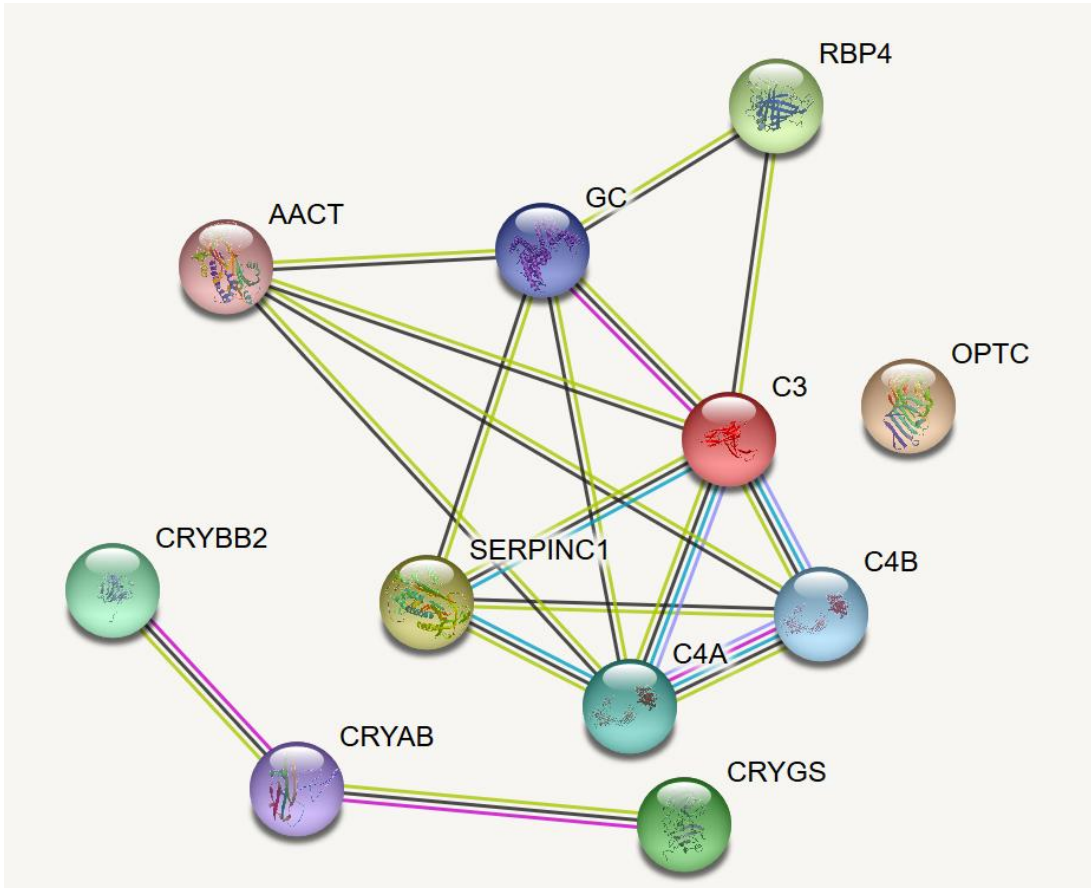 RBP4
GC
AACT
OPTC
C3
SERPINC1
CRYBB2
C4B
C4A
CRYAB
CRYGS